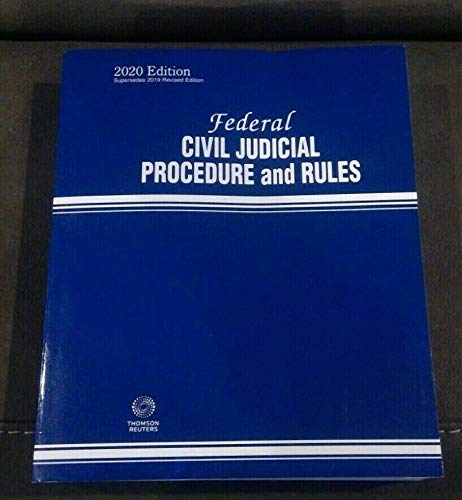 2020 Edition
Supersedes 2019 Revised Edition
Federal
CIVIL JUDICIAL
PROCEDURE and RULES
THOMSON
REUTERS